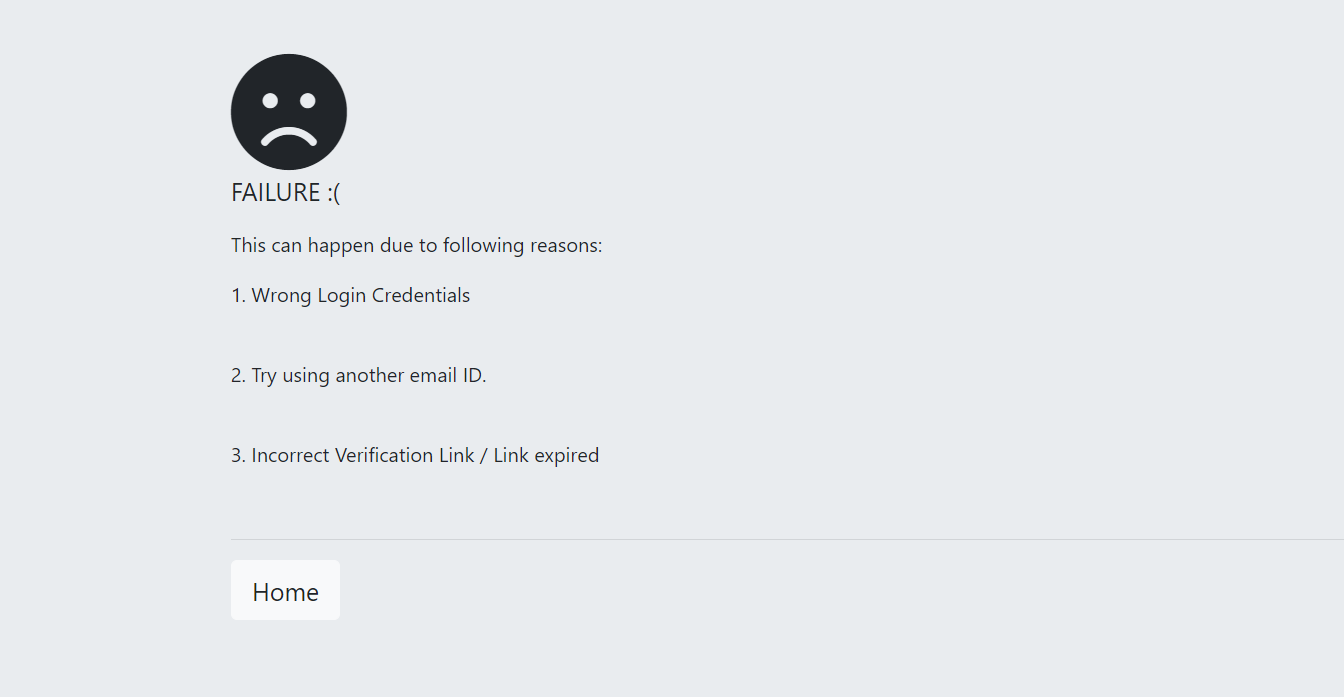 FAILURE :(
This can happen due to following reasons:
1. Wrong Login Credentials
2. Try using another email ID.
3. Incorrect Verification Link / Link expired
Home